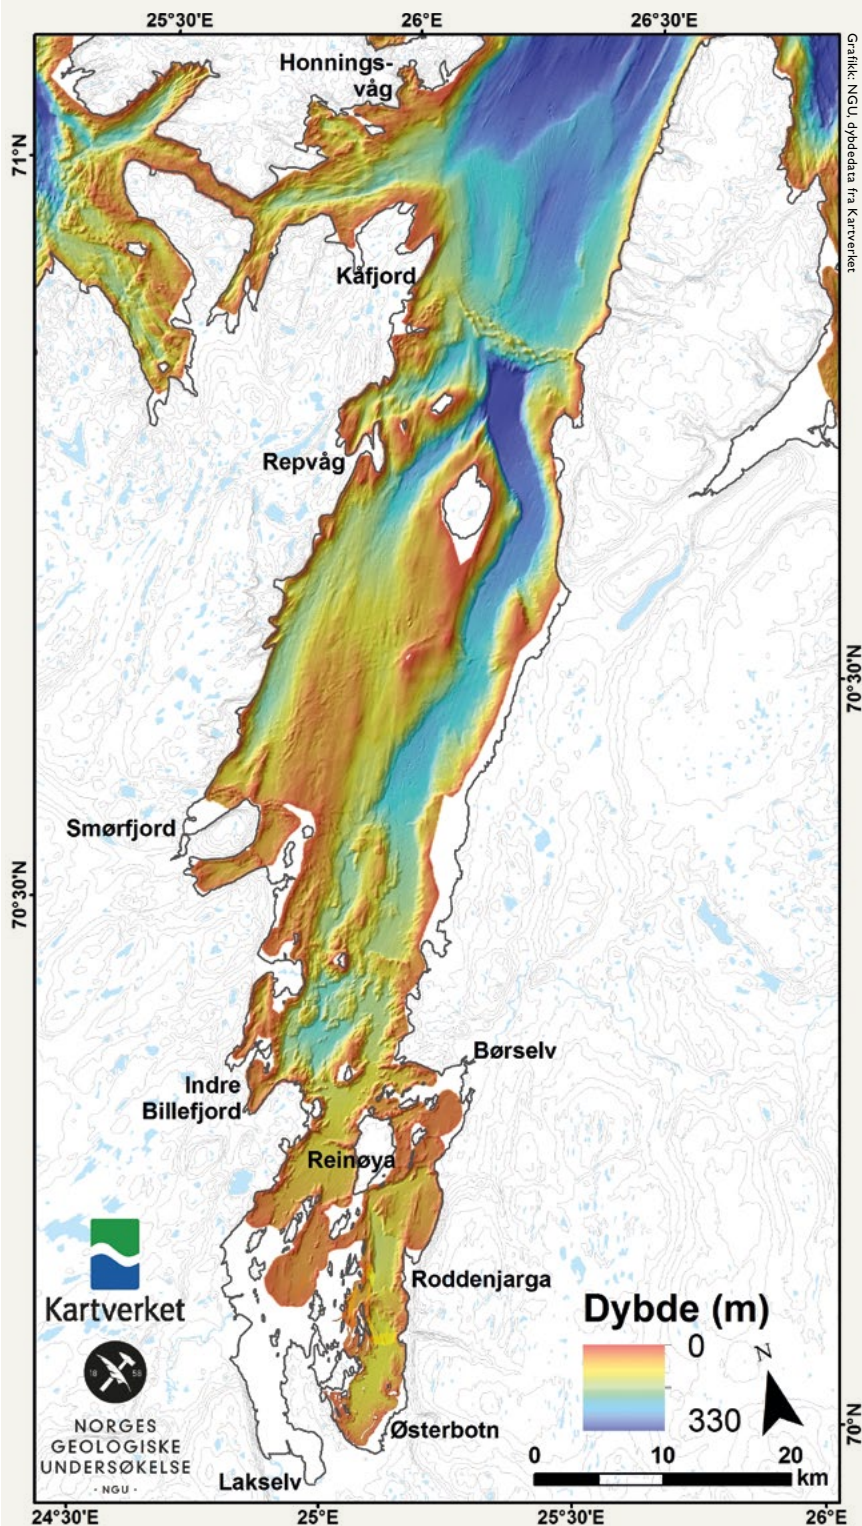 25°30'E
26°E
26°30'E
Grafikk: NGU, dybdedata fra Kartverket
Honnings-
våg
71°N
Kåfjord
Repvåg
70°30'N
Smørfjord
70°30'N
Børselv
Indre
Billefjord
Reinøya
Roddenjarga
Kartverket
Dybde (m)
0
330
N
18 58
NORGES
GEOLOGISKE
UNDERSØKELSE
· NGU ·
Østerbotn
70°N
0 10 20
km
Lakselv
24°30'E
25°E
25°30'E
26°E